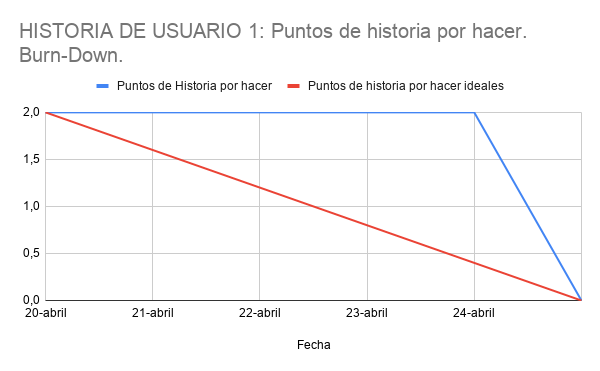 HISTORIA DE USUARIO 1: Puntos de historia por hacer.
Burn-Down.
Puntos de Historia por hacer
Puntos de historia por hacer ideales
2,0
1,5
1,0
0,5
0,0
20-abril
21-abril
22-abril
23-abril
24-abril
Fecha